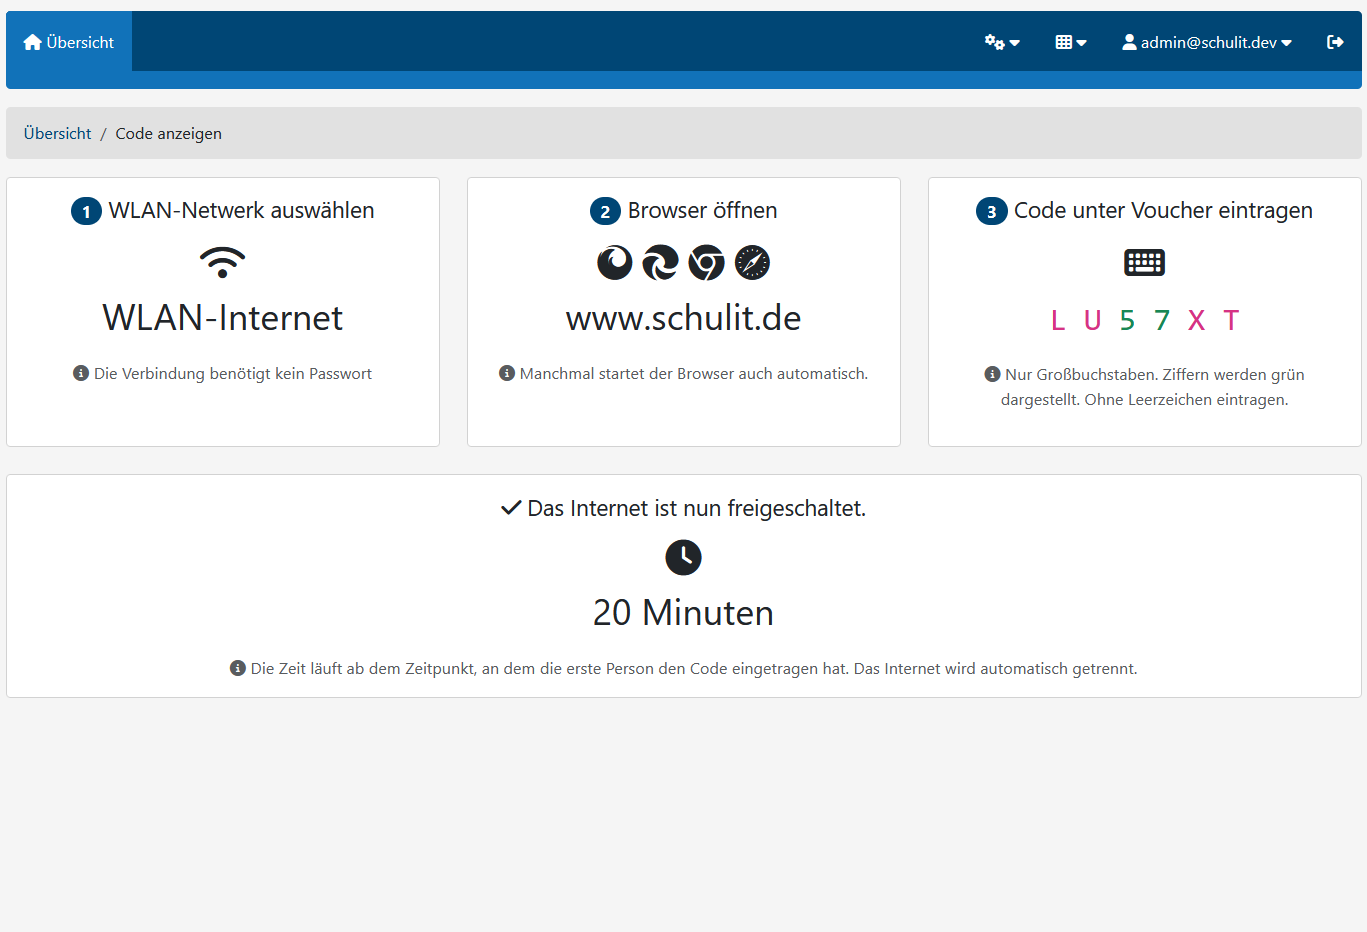 Übersicht
admin@schulit.dev
Übersicht / Code anzeigen
1 WLAN-Netwerk auswählen
WLAN-Internet
Die Verbindung benötigt kein Passwort
2 Browser öffnen
www.schulit.de
Manchmal startet der Browser auch automatisch.
3 Code unter Voucher eintragen
L U 5 7 X T
Nur Großbuchstaben. Ziffern werden grün
dargestellt. Ohne Leerzeichen eintragen.
Das Internet ist nun freigeschaltet.
20 Minuten
Die Zeit läuft ab dem Zeitpunkt, an dem die erste Person den Code eingetragen hat. Das Internet wird automatisch getrennt.